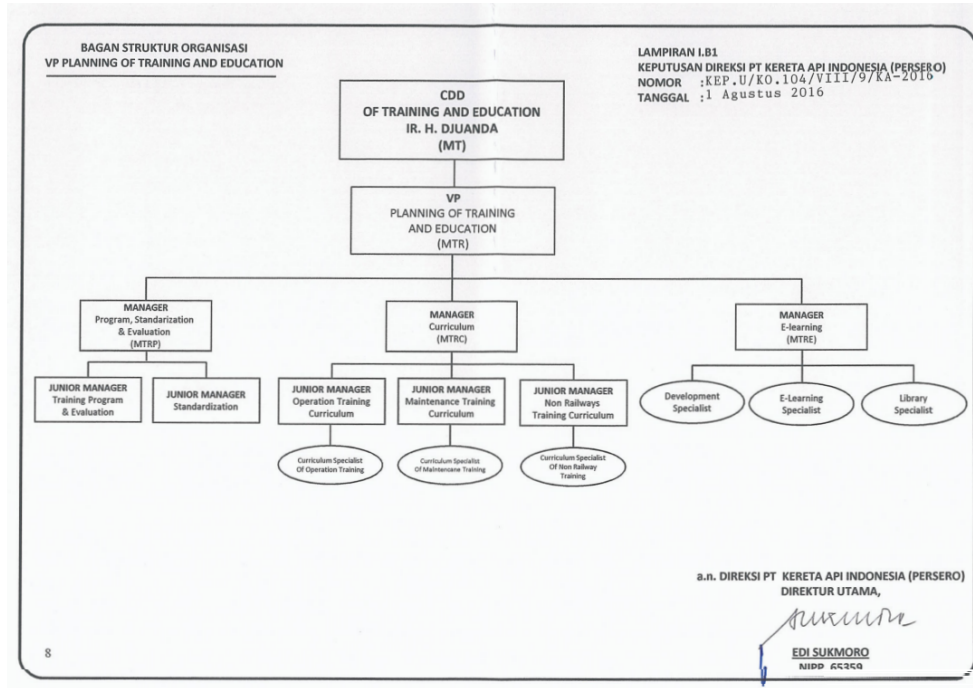 BAGAN STRUKTUR ORGANISASI
VP PLANNING OF TRAINING AND EDUCATION
LAMPIRAN I.B1
KEPUTUSAN DIREKSI PT KERETA API INDONESIA (PERSERO)
NOMOR :KEP.U/KO.104/VIII/9/KA-2016
TANGGAL :1 Agustus 2016
CDD
OF TRAINING AND EDUCATION
IR. H. DJUANDA
(MT)
VP
PLANNING OF TRAINING
AND EDUCATION
(MTR)
MANAGER
Program, Standarization
& Evaluation
(MTRP)
MANAGER
Curriculum
(MTRC)
MANAGER
E-learning
(MTRE)
JUNIOR MANAGER
Training Program
& Evaluation
JUNIOR MANAGER
Standardization
JUNIOR MANAGER
Operation Training
Curriculum
JUNIOR MANAGER
Maintenance Training
Curriculum
JUNIOR MANAGER
Non Railways
Training Curriculum
Development
Specialist
E-Learning
Specialist
Library
Specialist
Curriculum Specialist
Of Operation Training
Curriculum Specialist
Of Maintencane Training
Curriculum Specialist
Of Non Railway
Training
a.n. DIREKSI PT KERETA API INDONESIA (PERSERO)
DIREKTUR UTAMA,
EDI SUKMORO
NIPP 65359
8